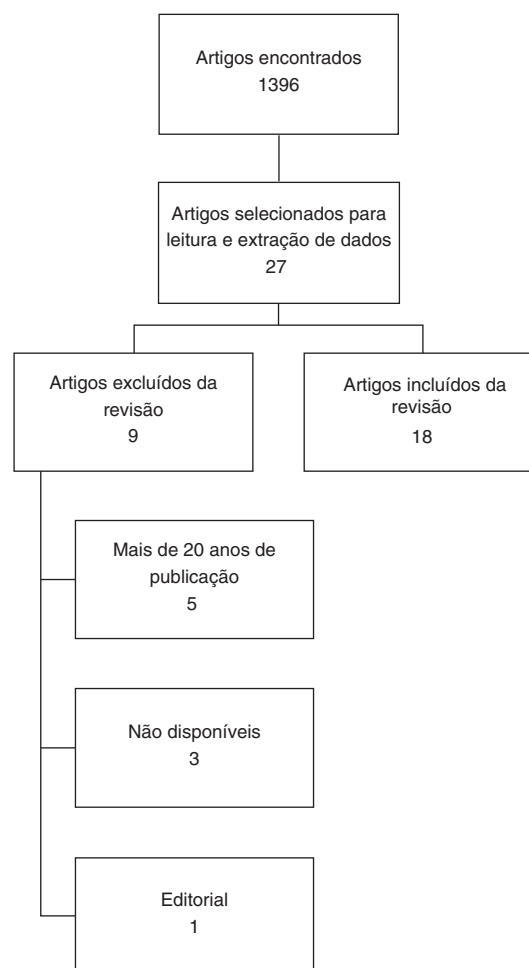 Artigos encontrados
1396
Artigos selecionados para
leitura e extração de dados
27
Artigos excluídos da
revisão
9
Artigos incluídos da
revisão
18
Mais de 20 anos de
publicação
5
Não disponíveis
3
Editorial
1